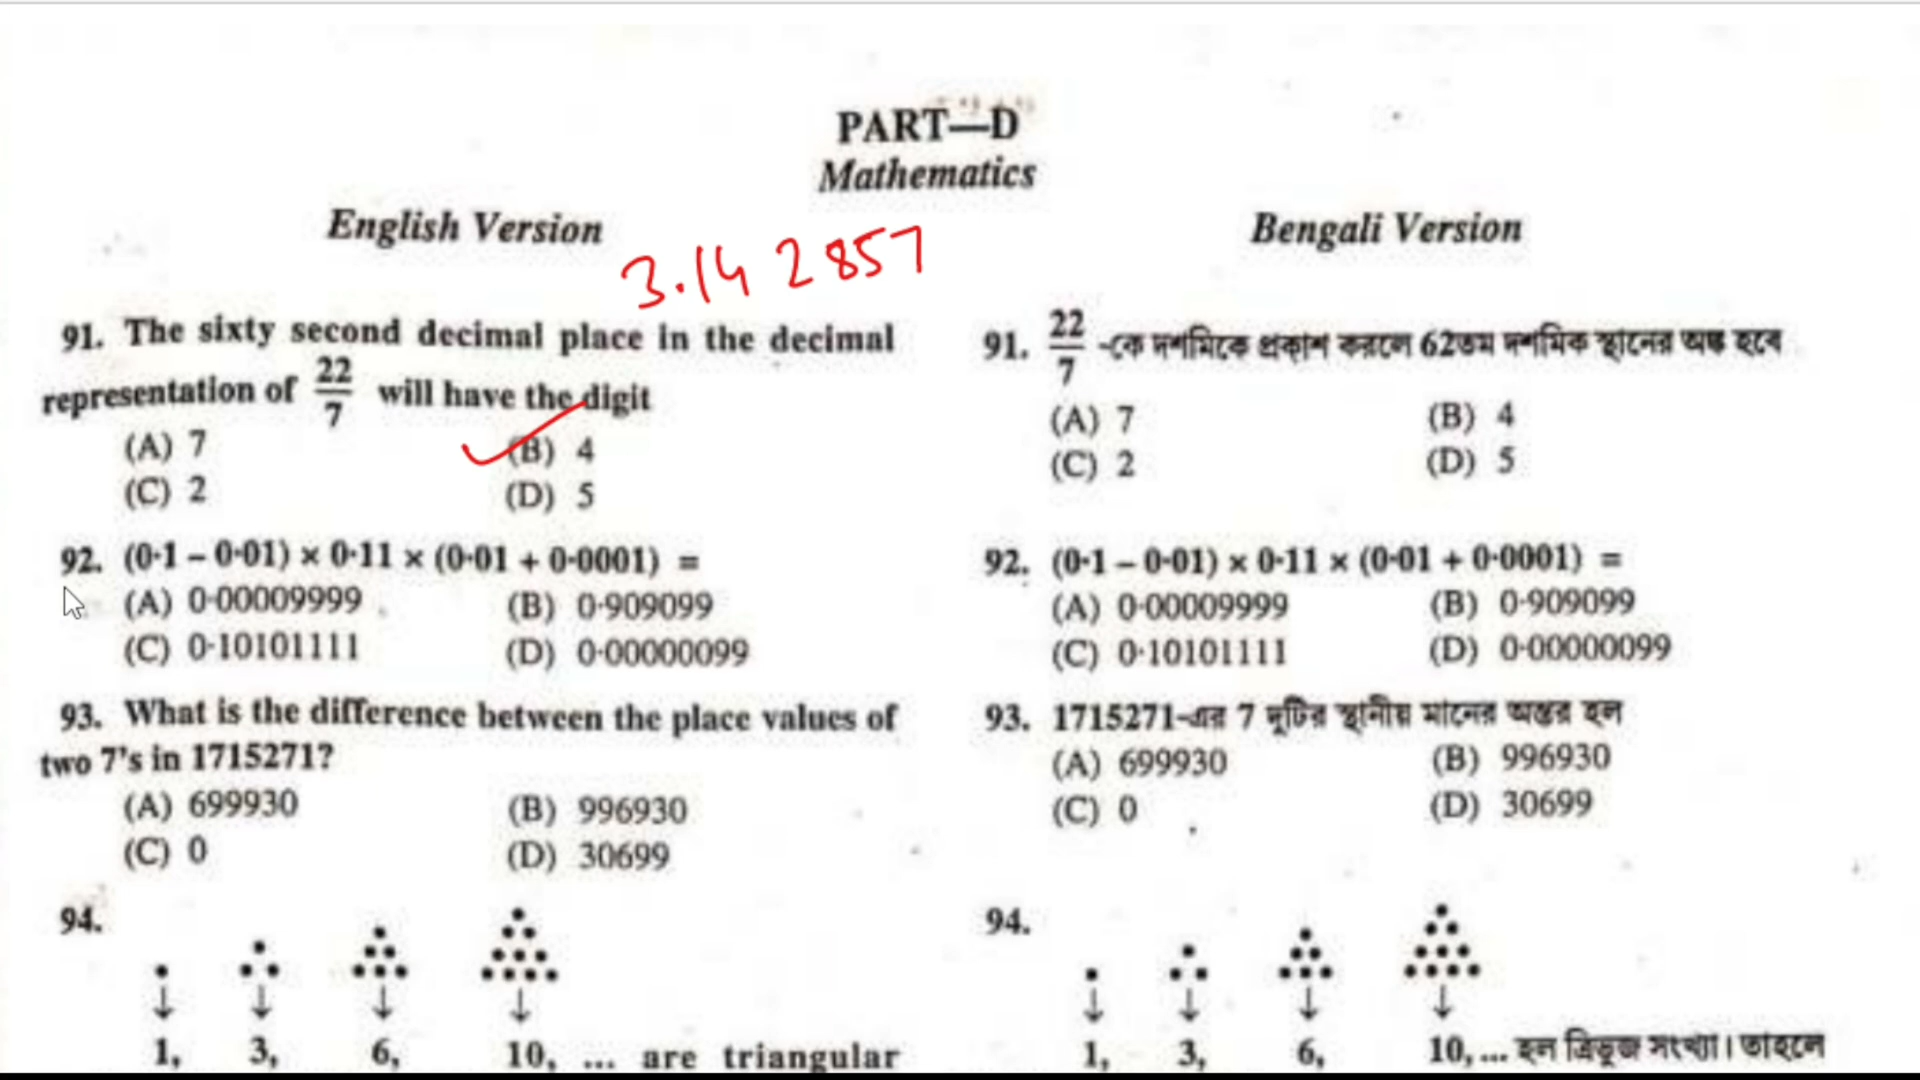 PART—D
Mathematics
English Version
3.142857
91. The sixty second decimal place in the decimal
representation of 22/7 will have the digit
(A) 7 (B) 4
(C) 2 (D) 5
92. (0·1 – 0·01) × 0·11 × (0·01 + 0·0001) =
(A) 0·00009999 (B) 0·909099
(C) 0·10101111 (D) 0·00000099
93. What is the difference between the place values of
two 7's in 1715271?
(A) 699930 (B) 996930
(C) 0 (D) 30699
94.
1, 3, 6, 10, ... are triangular
Bengali Version
91. 22/7 -কে দশমিকে প্রকাশ করলে 62তম দশমিক স্থানের অঙ্ক হবে
(A) 7 (B) 4
(C) 2 (D) 5
92. (0·1 – 0·01) × 0·11 × (0·01 + 0·0001) =
(A) 0·00009999 (B) 0·909099
(C) 0·10101111 (D) 0·00000099
93. 1715271-এর 7 দুটির স্থানীয় মানের অন্তর হল
(A) 699930 (B) 996930
(C) 0 (D) 30699
94.
1, 3, 6, 10, ... হল ত্রিভুজ সংখ্যা। তাহলে